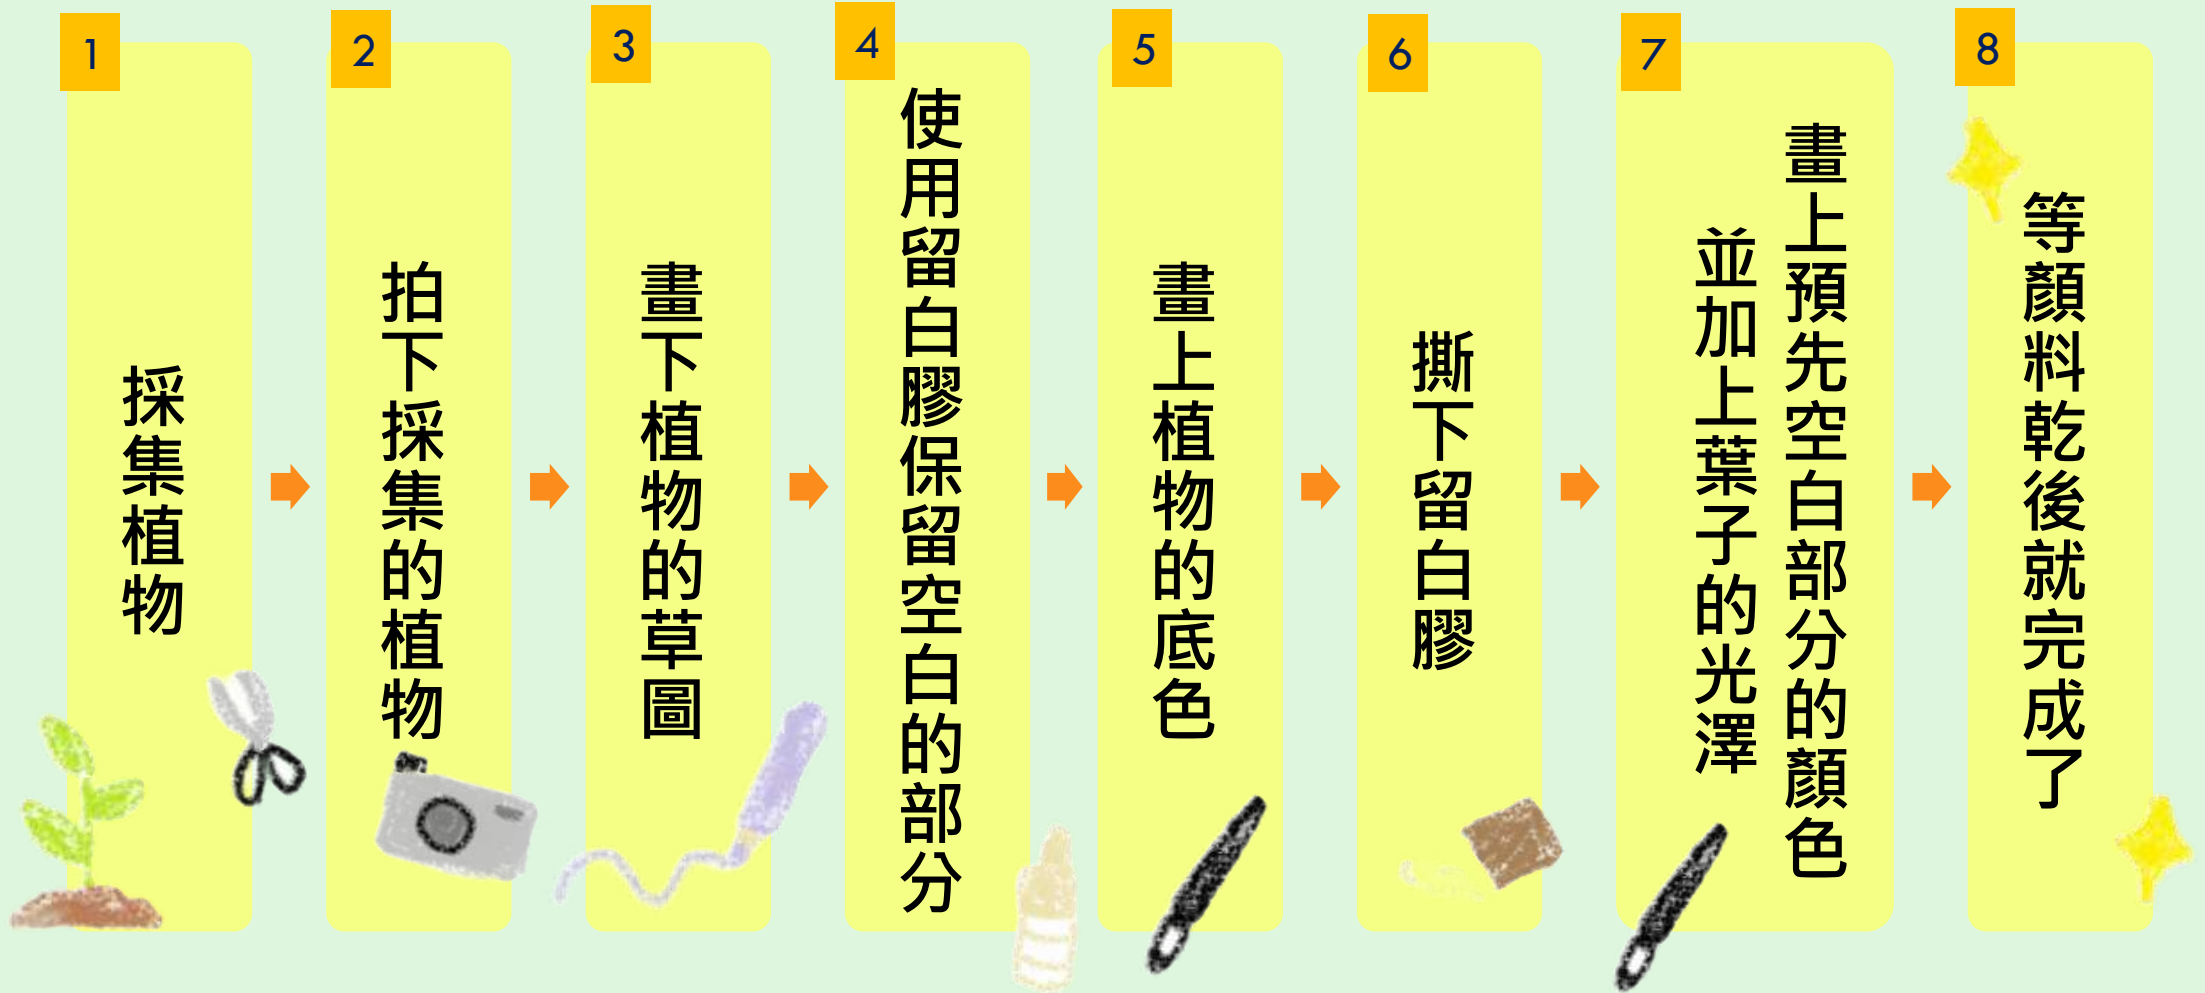 1
採集植物
2
拍下採集的植物
3
畫下植物的草圖
4
使用留白膠保留空白的部分
5
畫上植物的底色
6
撕下留白膠
7
畫上預先空白部分的顏色
並加上葉子的光澤
8
等顏料乾後就完成了